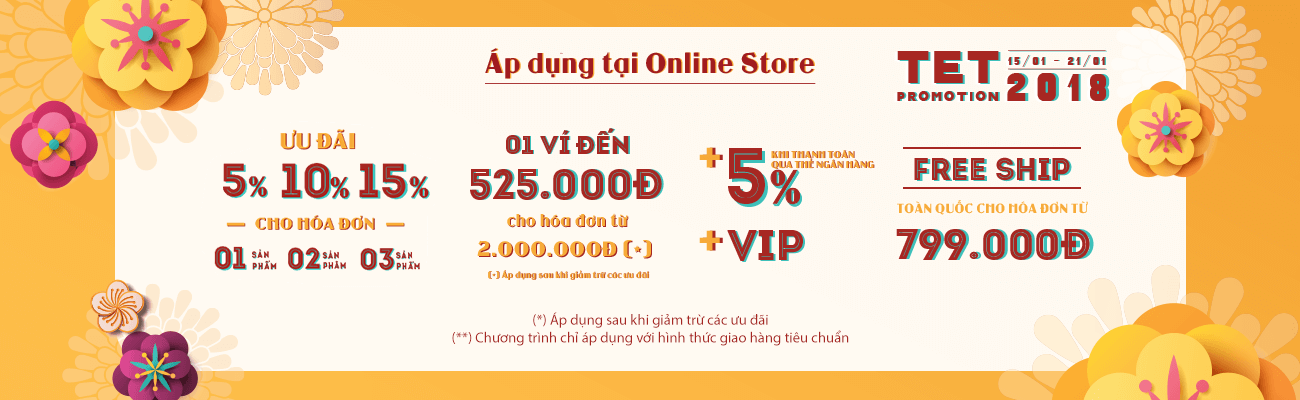 Áp dụng tại Online Store
TET
PROMOTION
15/01 - 21/01
2018
ƯU ĐÃI
5% 10% 15%
CHO HÓA ĐƠN
01 SẢN PHẨM 02 SẢN PHẨM 03 SẢN PHẨM
01 VÍ ĐẾN
525.000Đ
cho hóa đơn từ
2.000.000Đ (*)
(*) Áp dụng sau khi giảm trừ các ưu đãi
+5%
KHI THANH TOÁN
QUA THẺ NGÂN HÀNG
+VIP
FREE SHIP
TOÀN QUỐC CHO HÓA ĐƠN TỪ
799.000Đ
(*) Áp dụng sau khi giảm trừ các ưu đãi
(**) Chương trình chỉ áp dụng với hình thức giao hàng tiêu chuẩn